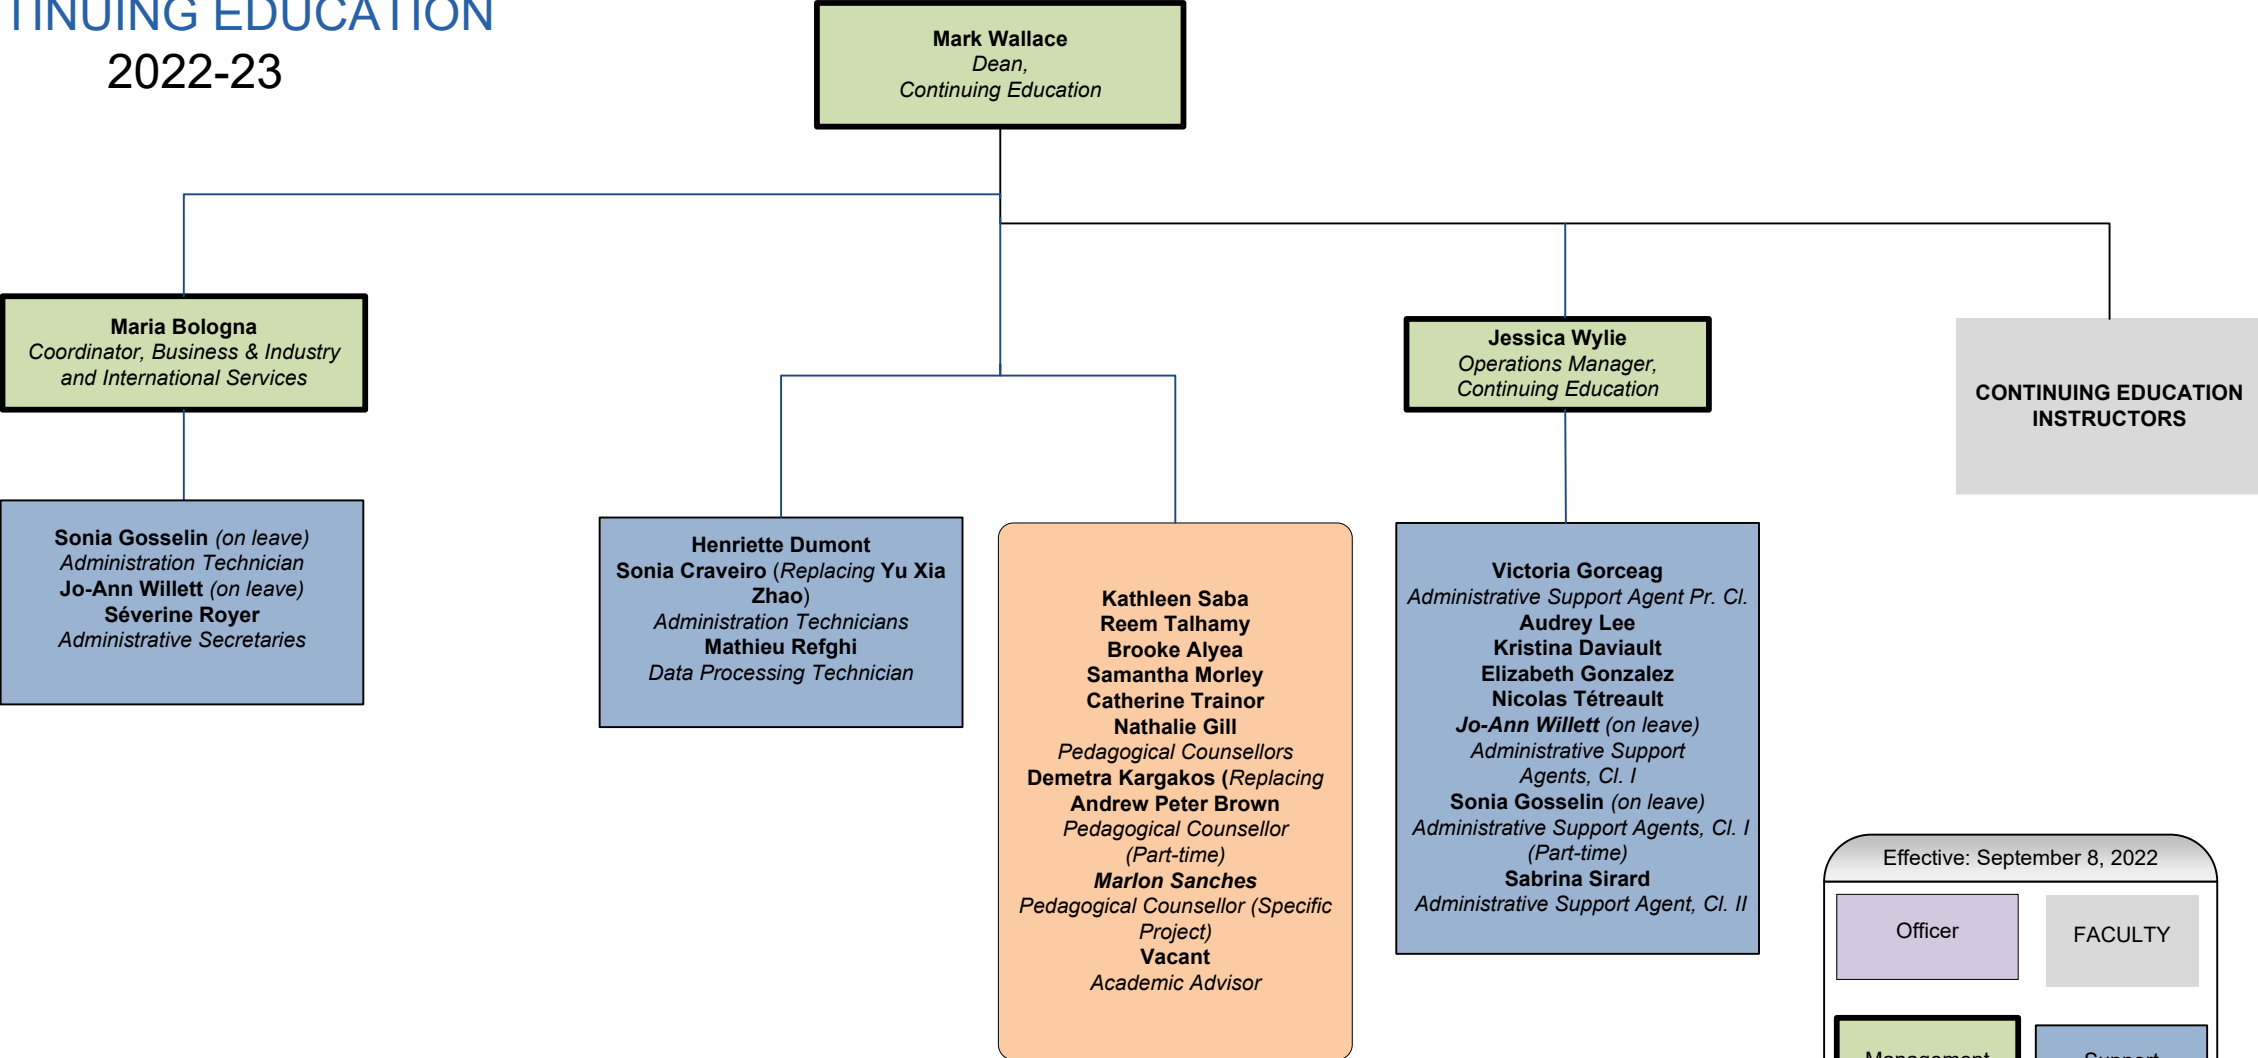 TINUING EDUCATION
2022-23
Mark Wallace
Dean,
Continuing Education
Maria Bologna
Coordinator, Business & Industry
and International Services
Jessica Wylie
Operations Manager,
Continuing Education
CONTINUING EDUCATION
INSTRUCTORS
Sonia Gosselin (on leave)
Administration Technician
Jo-Ann Willett (on leave)
Séverine Royer
Administrative Secretaries
Henriette Dumont
Sonia Craveiro (Replacing Yu Xia
Zhao)
Administration Technicians
Mathieu Refghi
Data Processing Technician
Kathleen Saba
Reem Talhamy
Brooke Alyea
Samantha Morley
Catherine Trainor
Nathalie Gill
Pedagogical Counsellors
Demetra Kargakos (Replacing
Andrew Peter Brown
Pedagogical Counsellor
(Part-time)
Marlon Sanches
Pedagogical Counsellor (Specific
Project)
Vacant
Academic Advisor
Victoria Gorceag
Administrative Support Agent Pr. Cl.
Audrey Lee
Kristina Daviault
Elizabeth Gonzalez
Nicolas Tétreault
Jo-Ann Willett (on leave)
Administrative Support
Agents, Cl. I
Sonia Gosselin (on leave)
Administrative Support Agents, Cl. I
(Part-time)
Sabrina Sirard
Administrative Support Agent, Cl. II
Effective: September 8, 2022
Officer
FACULTY
Management
Support